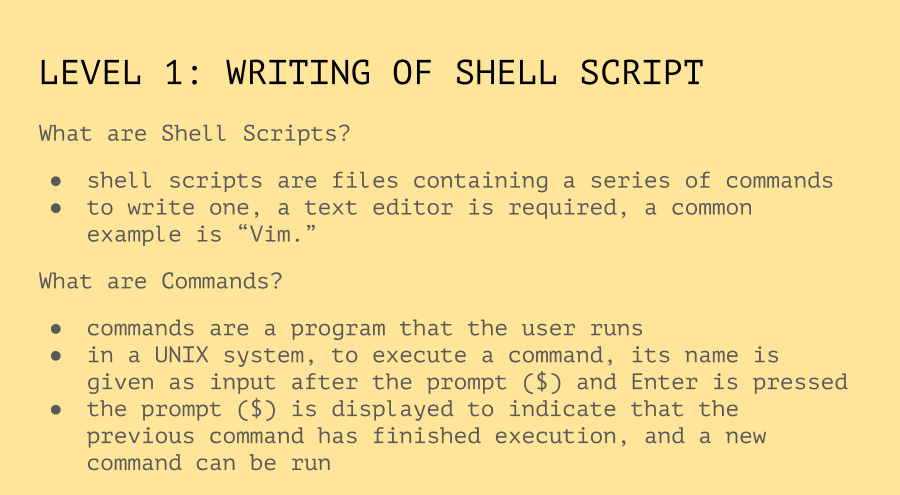 LEVEL 1: WRITING OF SHELL SCRIPT
What are Shell Scripts?
● shell scripts are files containing a series of commands
● to write one, a text editor is required, a common
example is “Vim.”
What are Commands?
● commands are a program that the user runs
● in a UNIX system, to execute a command, its name is
given as input after the prompt ($) and Enter is pressed
● the prompt ($) is displayed to indicate that the
previous command has finished execution, and a new
command can be run